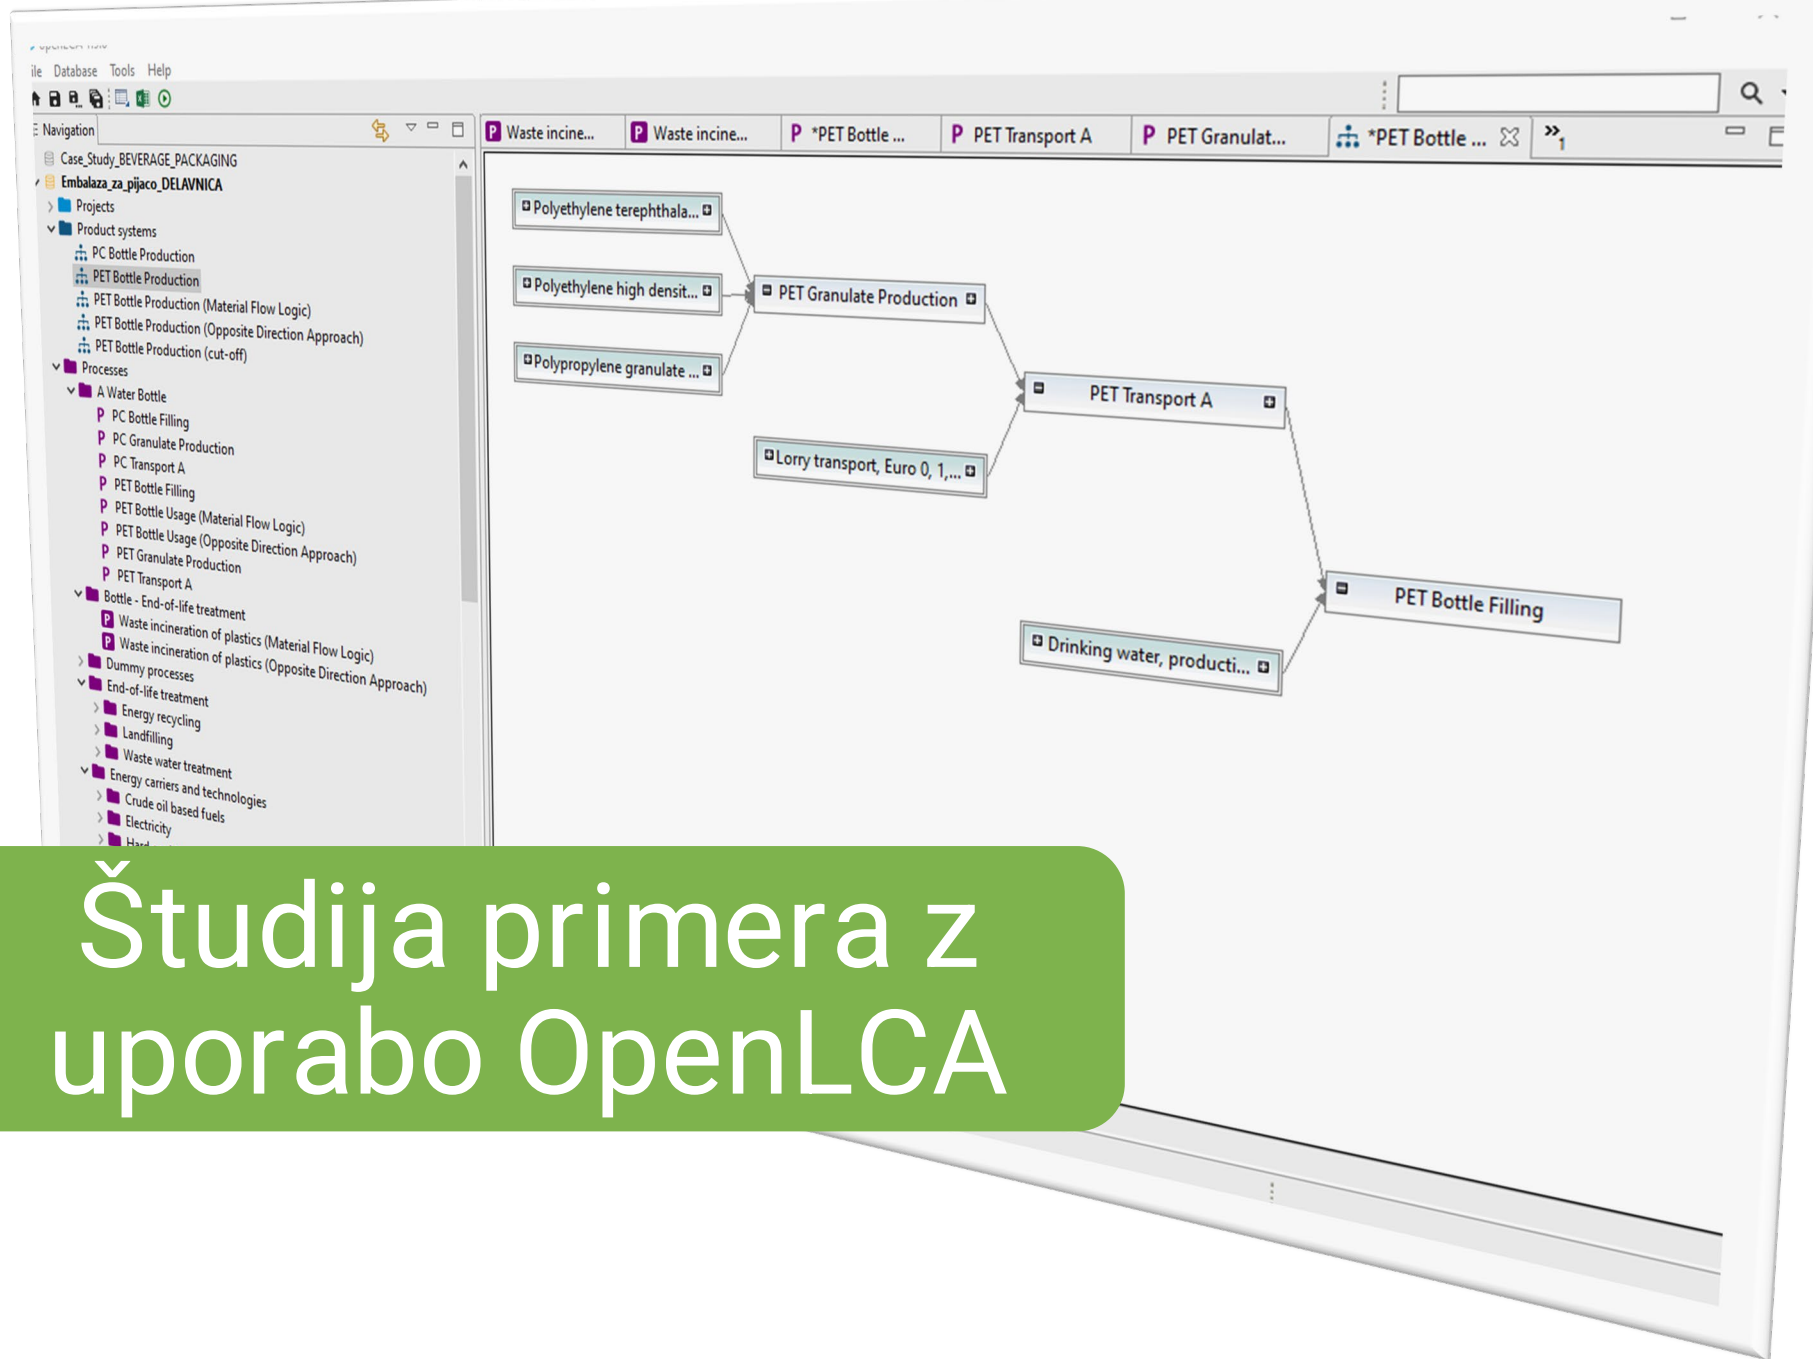 Database Tools Help
Navigation
Case_Study_BEVERAGE_PACKAGING
Embalaza_za_pijaco_DELAVNICA
Projects
Product systems
PC Bottle Production
PET Bottle Production
PET Bottle Production (Material Flow Logic)
PET Bottle Production (Opposite Direction Approach)
PET Bottle Production (cut-off)
Processes
A Water Bottle
P PC Bottle Filling
P PC Granulate Production
P PC Transport A
P PET Bottle Filling
P PET Bottle Usage (Material Flow Logic)
P PET Bottle Usage (Opposite Direction Approach)
P PET Granulate Production
P PET Transport A
Bottle - End-of-life treatment
P Waste incineration of plastics (Material Flow Logic)
P Waste incineration of plastics (Opposite Direction Approach)
Dummy processes
End-of-life treatment
Energy recycling
Landfilling
Waste water treatment
Energy carriers and technologies
Crude oil based fuels
Electricity
P Waste incine...
P Waste incine...
P *PET Bottle ...
P PET Transport A
P PET Granulat...
*PET Bottle ...
»1
Polyethylene terephthala...
Polyethylene high densit...
Polypropylene granulate ...
PET Granulate Production
Lorry transport, Euro 0, 1,...
PET Transport A
Drinking water, producti...
PET Bottle Filling
Študija primera z
uporabo OpenLCA